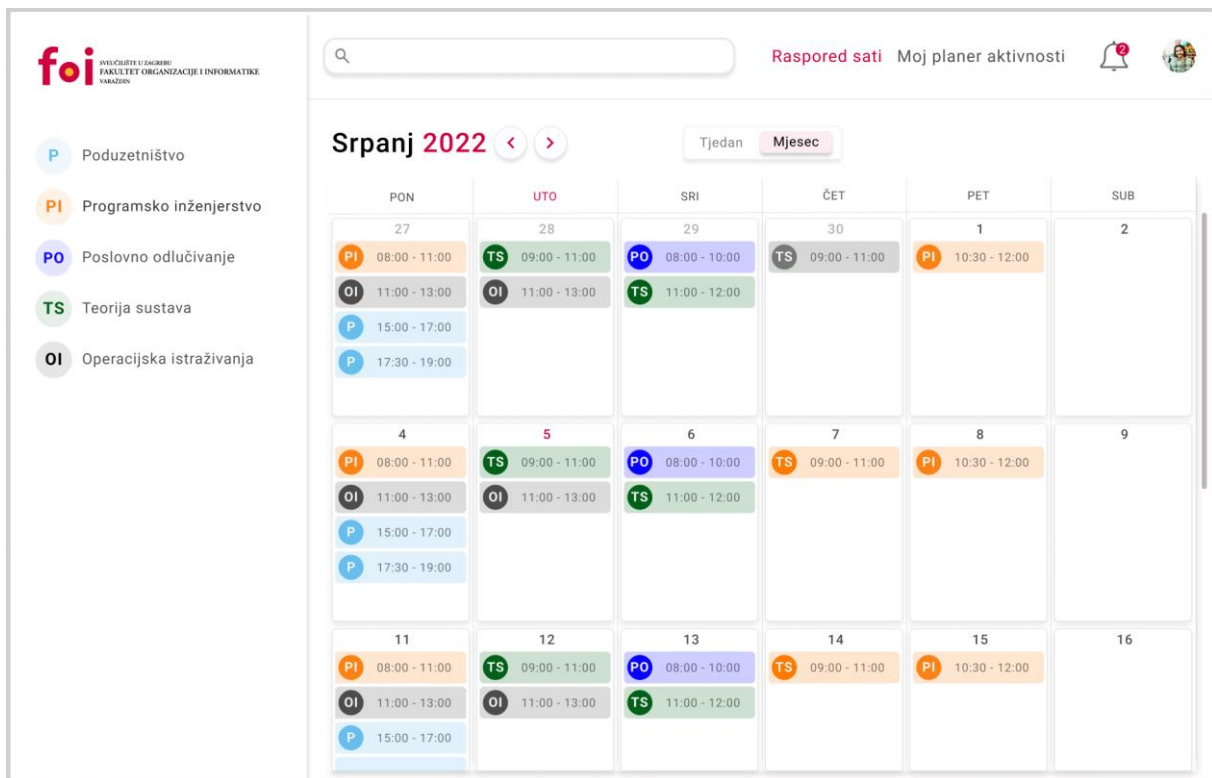 foi
SVEUČILIŠTE U ZAGREBU
FAKULTET ORGANIZACIJE I INFORMATIKE
VARAŽDIN
Raspored sati Moj planer aktivnosti 2
P Poduzetništvo
PI Programsko inženjerstvo
PO Poslovno odlučivanje
TS Teorija sustava
OI Operacijska istraživanja
Srpanj 2022 < >
Tjedan Mjesec
PON UTO SRI ČET PET SUB
27 28 29 30 1 2
PI 08:00 - 11:00 TS 09:00 - 11:00 PO 08:00 - 10:00 TS 09:00 - 11:00 PI 10:30 - 12:00
OI 11:00 - 13:00 OI 11:00 - 13:00 TS 11:00 - 12:00
P 15:00 - 17:00
P 17:30 - 19:00
4 5 6 7 8 9
PI 08:00 - 11:00 TS 09:00 - 11:00 PO 08:00 - 10:00 TS 09:00 - 11:00 PI 10:30 - 12:00
OI 11:00 - 13:00 OI 11:00 - 13:00 TS 11:00 - 12:00
P 15:00 - 17:00
P 17:30 - 19:00
11 12 13 14 15 16
PI 08:00 - 11:00 TS 09:00 - 11:00 PO 08:00 - 10:00 TS 09:00 - 11:00 PI 10:30 - 12:00
OI 11:00 - 13:00 OI 11:00 - 13:00 TS 11:00 - 12:00
P 15:00 - 17:00